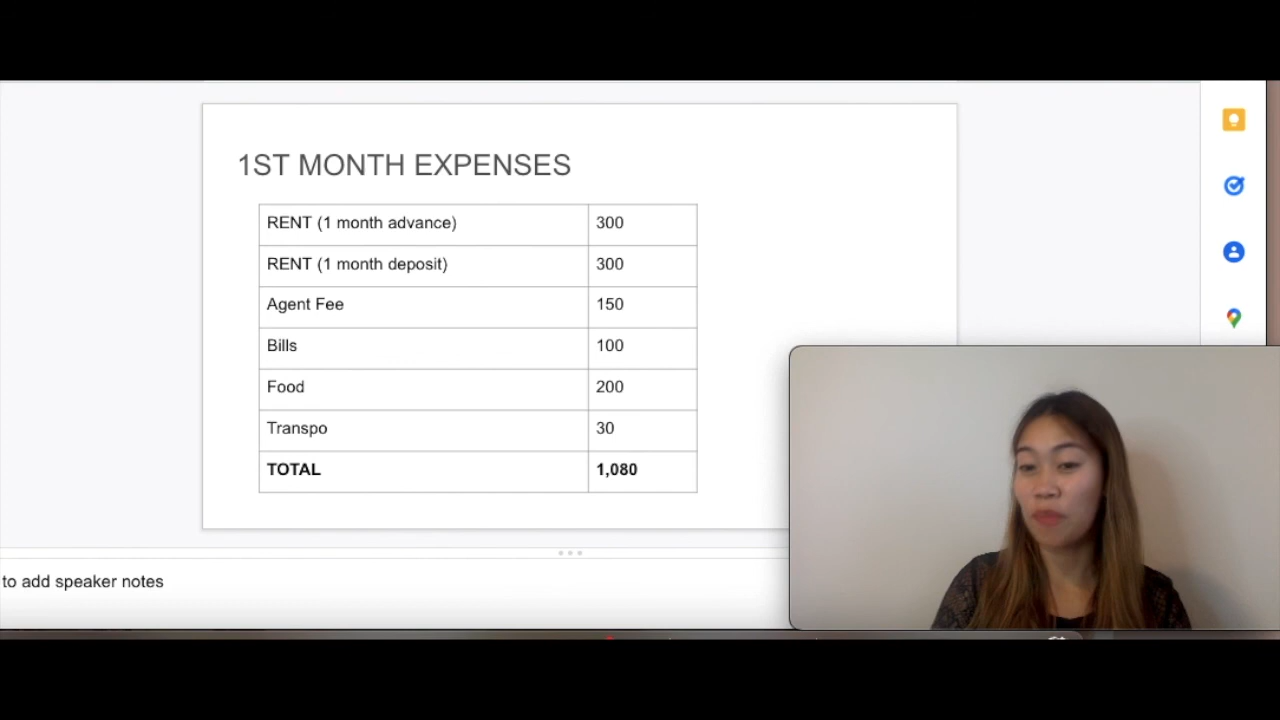 1ST MONTH EXPENSES
RENT (1 month advance) 300
RENT (1 month deposit) 300
Agent Fee 150
Bills 100
Food 200
Transpo 30
TOTAL 1,080
to add speaker notes